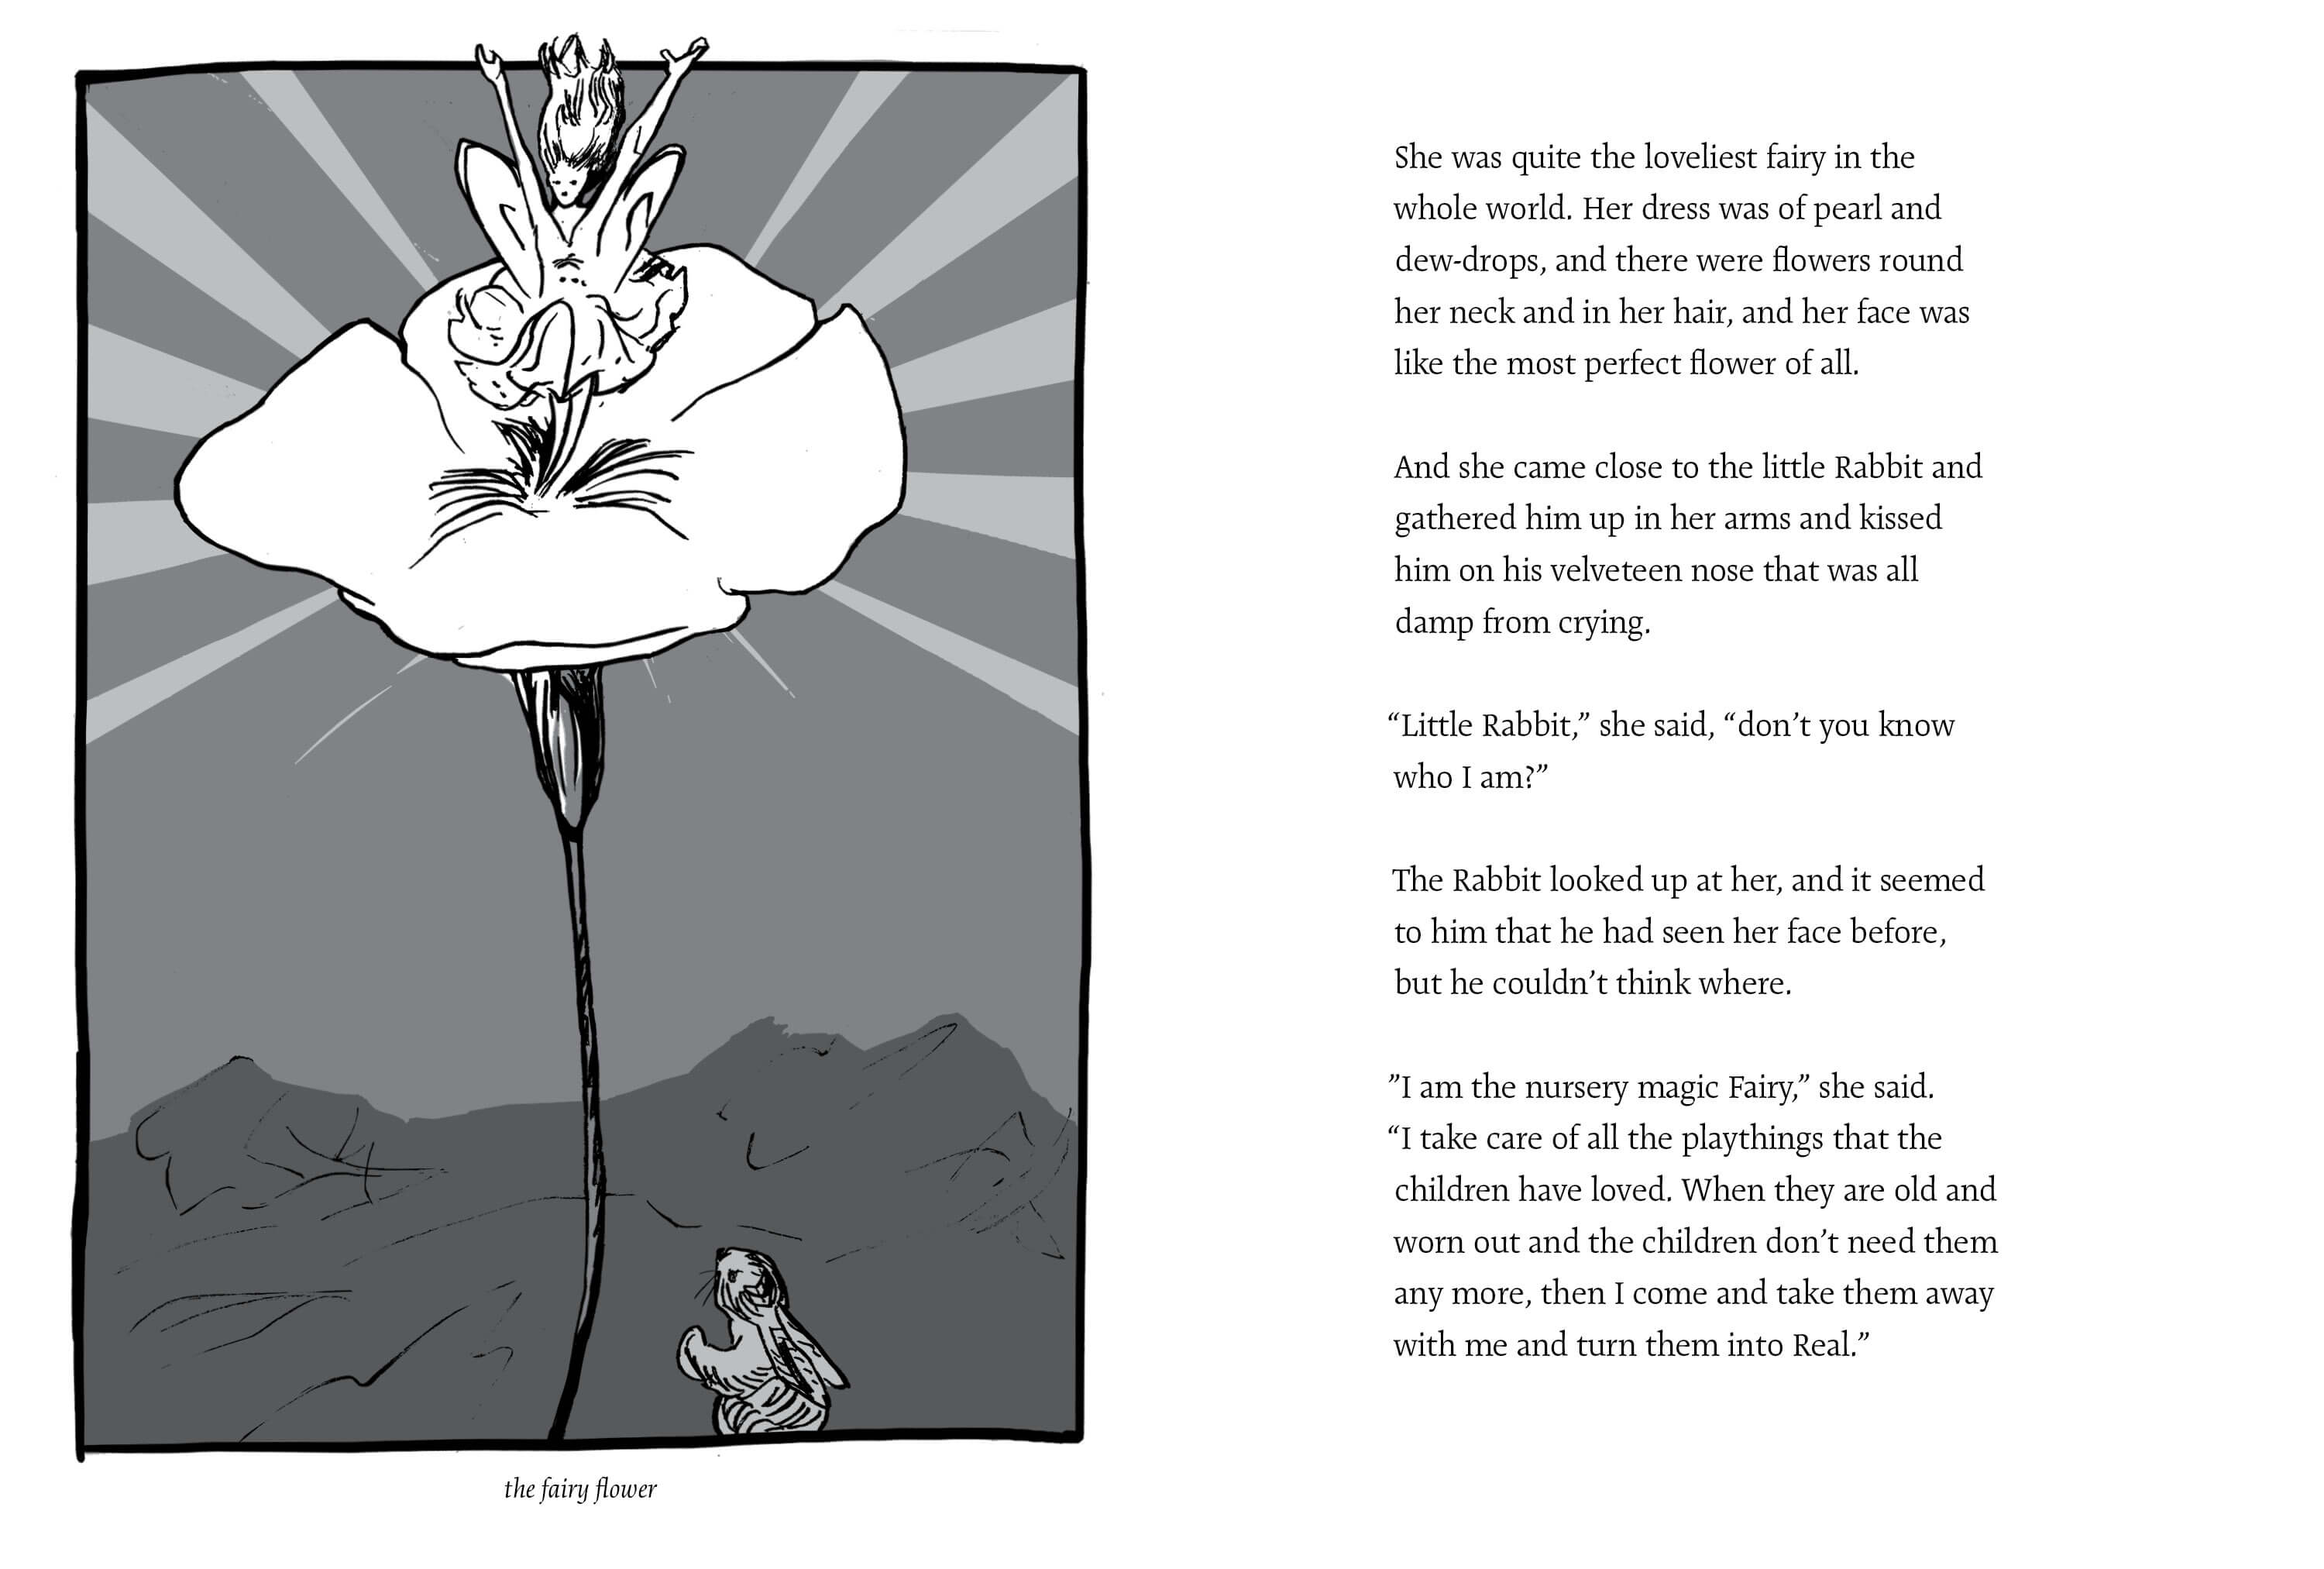 She was quite the loveliest fairy in the
whole world. Her dress was of pearl and
dew-drops, and there were flowers round
her neck and in her hair, and her face was
like the most perfect flower of all.
And she came close to the little Rabbit and
gathered him up in her arms and kissed
him on his velveteen nose that was all
damp from crying.
“Little Rabbit,” she said, “don’t you know
who I am?”
The Rabbit looked up at her, and it seemed
to him that he had seen her face before,
but he couldn’t think where.
”I am the nursery magic Fairy,” she said.
“I take care of all the playthings that the
children have loved. When they are old and
worn out and the children don’t need them
any more, then I come and take them away
with me and turn them into Real.”
the fairy flower